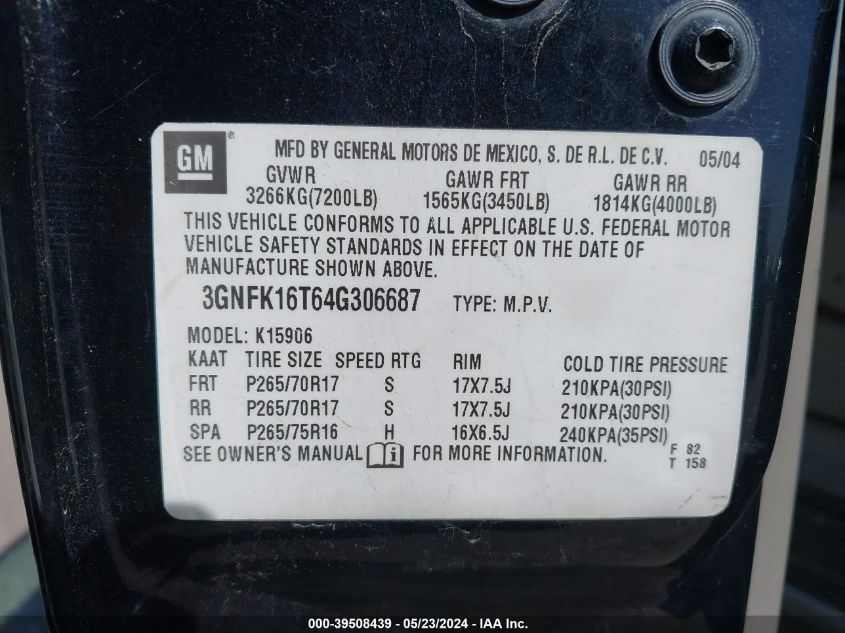 GM ® MFD BY GENERAL MOTORS DE MEXICO, S. DE R.L. DE C.V. 05/04
GVWR GAWR FRT GAWR RR
3266KG(7200LB) 1565KG(3450LB) 1814KG(4000LB)
THIS VEHICLE CONFORMS TO ALL APPLICABLE U.S. FEDERAL MOTOR
VEHICLE SAFETY STANDARDS IN EFFECT ON THE DATE OF
MANUFACTURE SHOWN ABOVE.
3GNFK16T64G306687 TYPE: M.P.V.
MODEL: K15906
KAAT TIRE SIZE SPEED RTG RIM COLD TIRE PRESSURE
FRT P265/70R17 S 17X7.5J 210KPA(30PSI)
RR P265/70R17 S 17X7.5J 210KPA(30PSI)
SPA P265/75R16 H 16X6.5J 240KPA(35PSI)
SEE OWNER'S MANUAL i FOR MORE INFORMATION. F 82
T 158
000-39508439 - 05/23/2024 - IAA Inc.